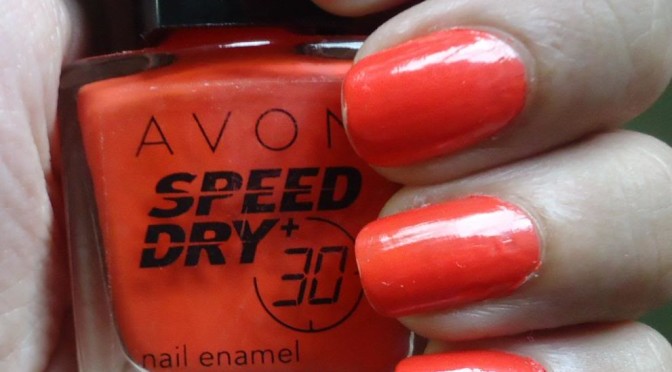 AVON
SPEED
DRY+
30
nail enamel